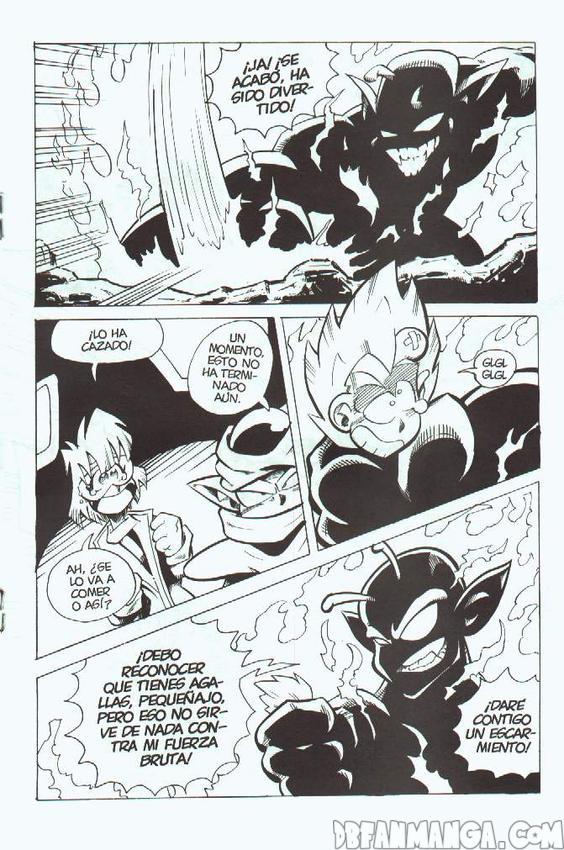 ¡JA! ¡SE
ACABÓ, HA
SIDO DIVER-
TIDO!
¡LO HA
CAZADO!
UN
MOMENTO,
ESTO NO
HA TERMI-
NADO
AÚN.
AH, ¿SE
LO VA A
COMER
O ASÍ?
GLGL
GLGL
¡DEBO
RECONOCER
QUE TIENES AGA-
LLAS, PEQUEÑAJO,
PERO ESO NO SIR-
VE DE NADA CON-
TRA MI FUERZA
BRUTA!
¡DARÉ
CONTIGO
UN ESCAR-
MIENTO!
DBFANMANGA.COM